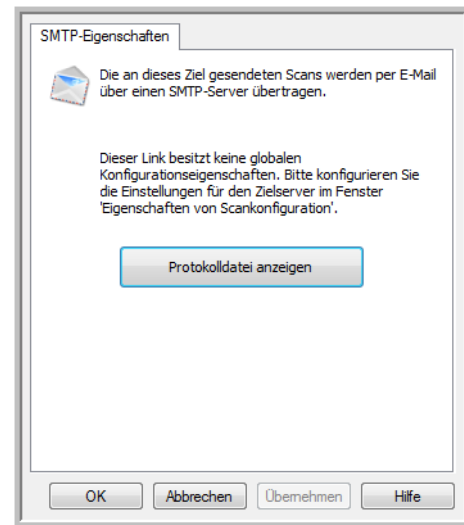 SMTP-Eigenschaften
Die an dieses Ziel gesendeten Scans werden per E-Mail
über einen SMTP-Server übertragen.
Dieser Link besitzt keine globalen
Konfigurationseigenschaften. Bitte konfigurieren Sie
die Einstellungen für den Zielserver im Fenster
'Eigenschaften von Scankonfiguration'.
Protokolldatei anzeigen
OK Abbrechen Übernehmen Hilfe